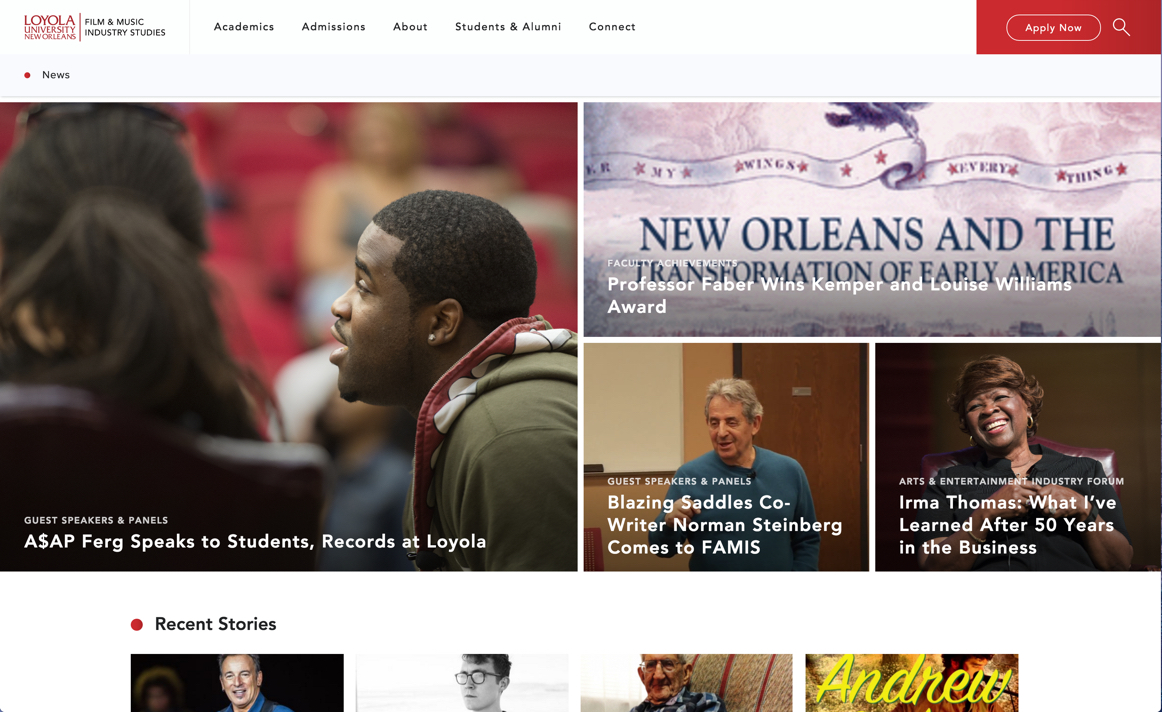 LOYOLA
UNIVERSITY
NEW ORLEANS
FILM & MUSIC
INDUSTRY STUDIES
Academics
Admissions
About
Students & Alumni
Connect
Apply Now
News
GUEST SPEAKERS & PANELS
A$AP Ferg Speaks to Students, Records at Loyola
ER MY WINGS EVERY THING
NEW ORLEANS AND THE
TRANSFORMATION OF EARLY AMERICA
FACULTY ACHIEVEMENTS
Professor Faber Wins Kemper and Louise Williams
Award
GUEST SPEAKERS & PANELS
Blazing Saddles Co-
Writer Norman Steinberg
Comes to FAMIS
ARTS & ENTERTAINMENT INDUSTRY FORUM
Irma Thomas: What I've
Learned After 50 Years
in the Business
Recent Stories
Andrew